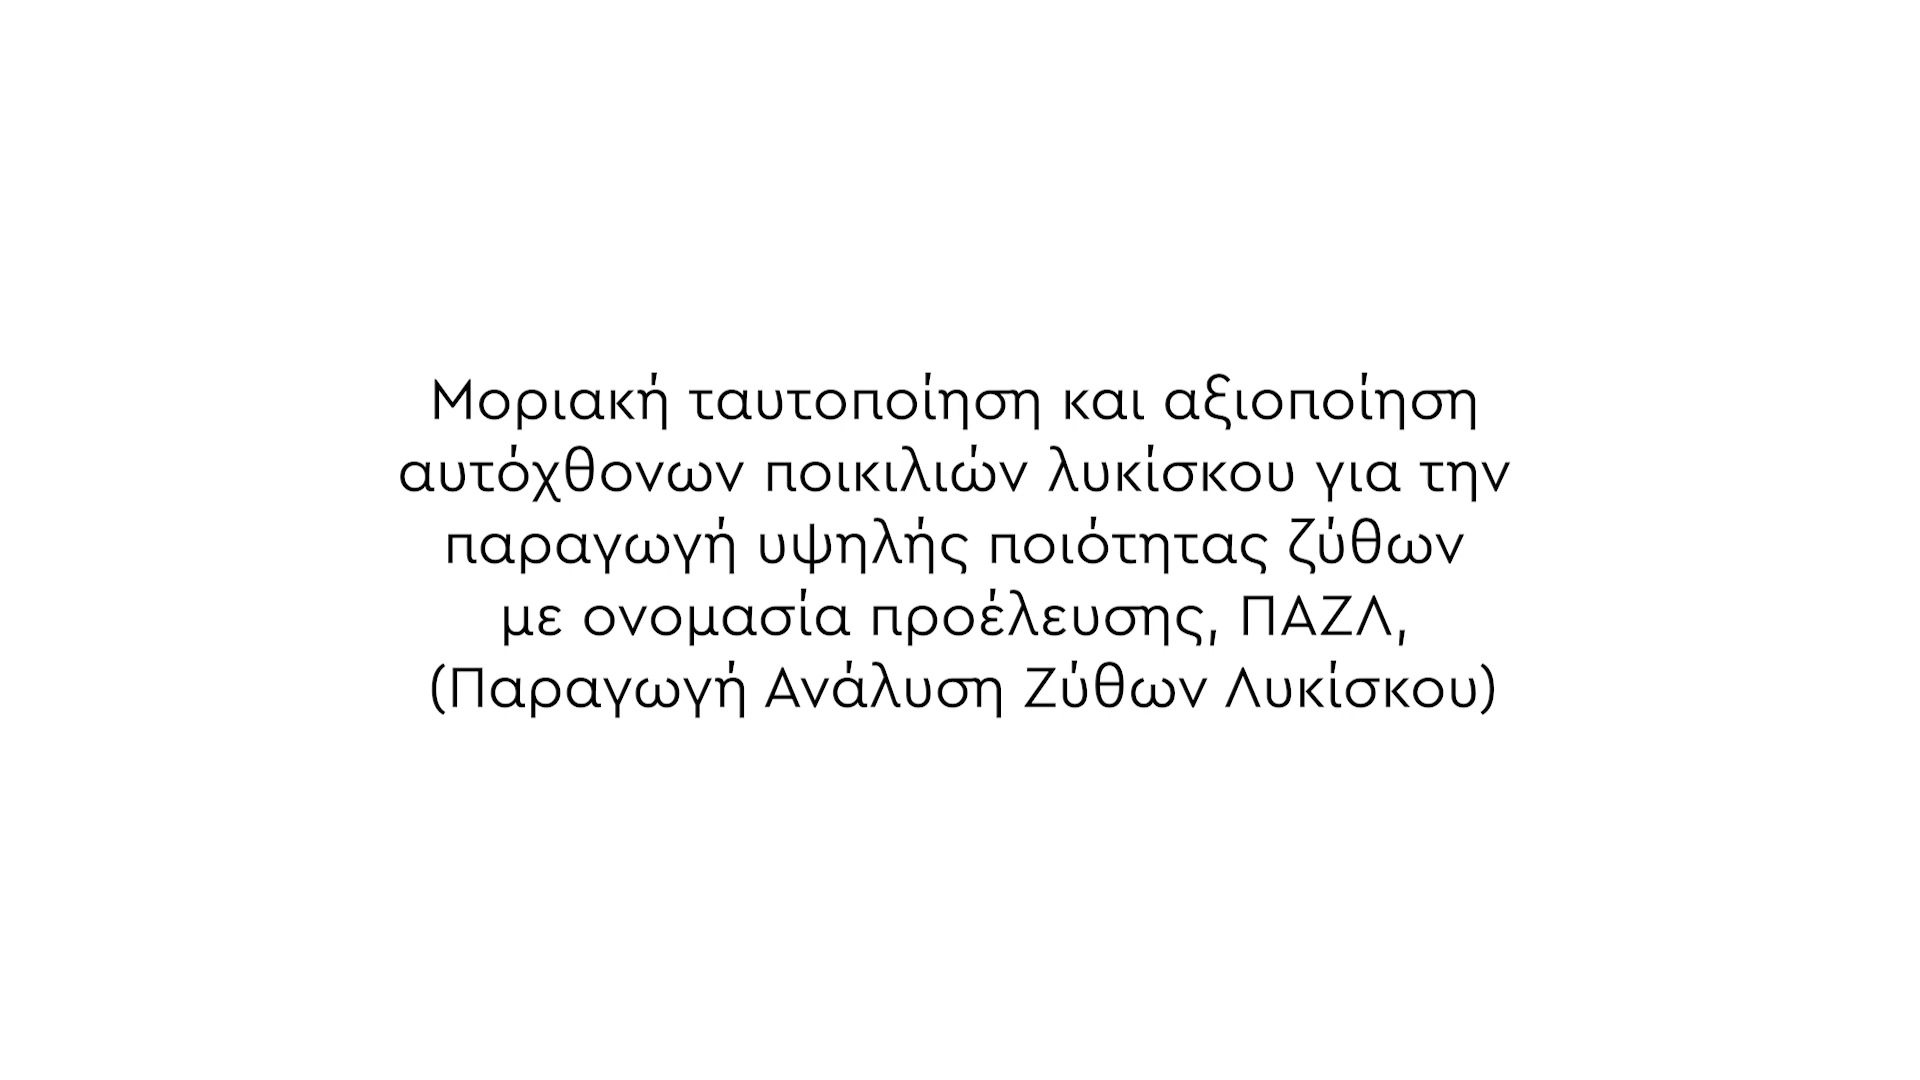 Μοριακή ταυτοποίηση και αξιοποίηση
αυτόχθονων ποικιλιών λυκίσκου για την
παραγωγή υψηλής ποιότητας ζύθων
με ονομασία προέλευσης, ΠΑΖΛ,
(Παραγωγή Ανάλυση Ζύθων Λυκίσκου)